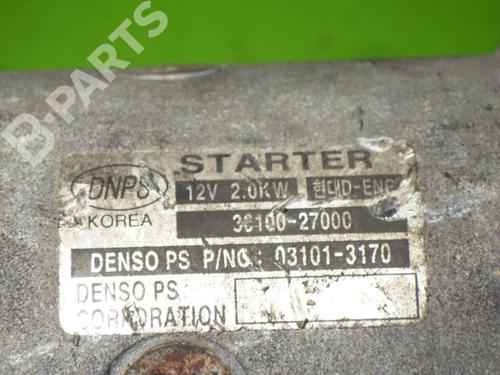 B-PARTS
STARTER
DNPS
12V 2.0KW 현대D-ENG
KOREA
36100-27000
DENSO PS P/NO : 03101-3170
DENSO PS
CORPORATION